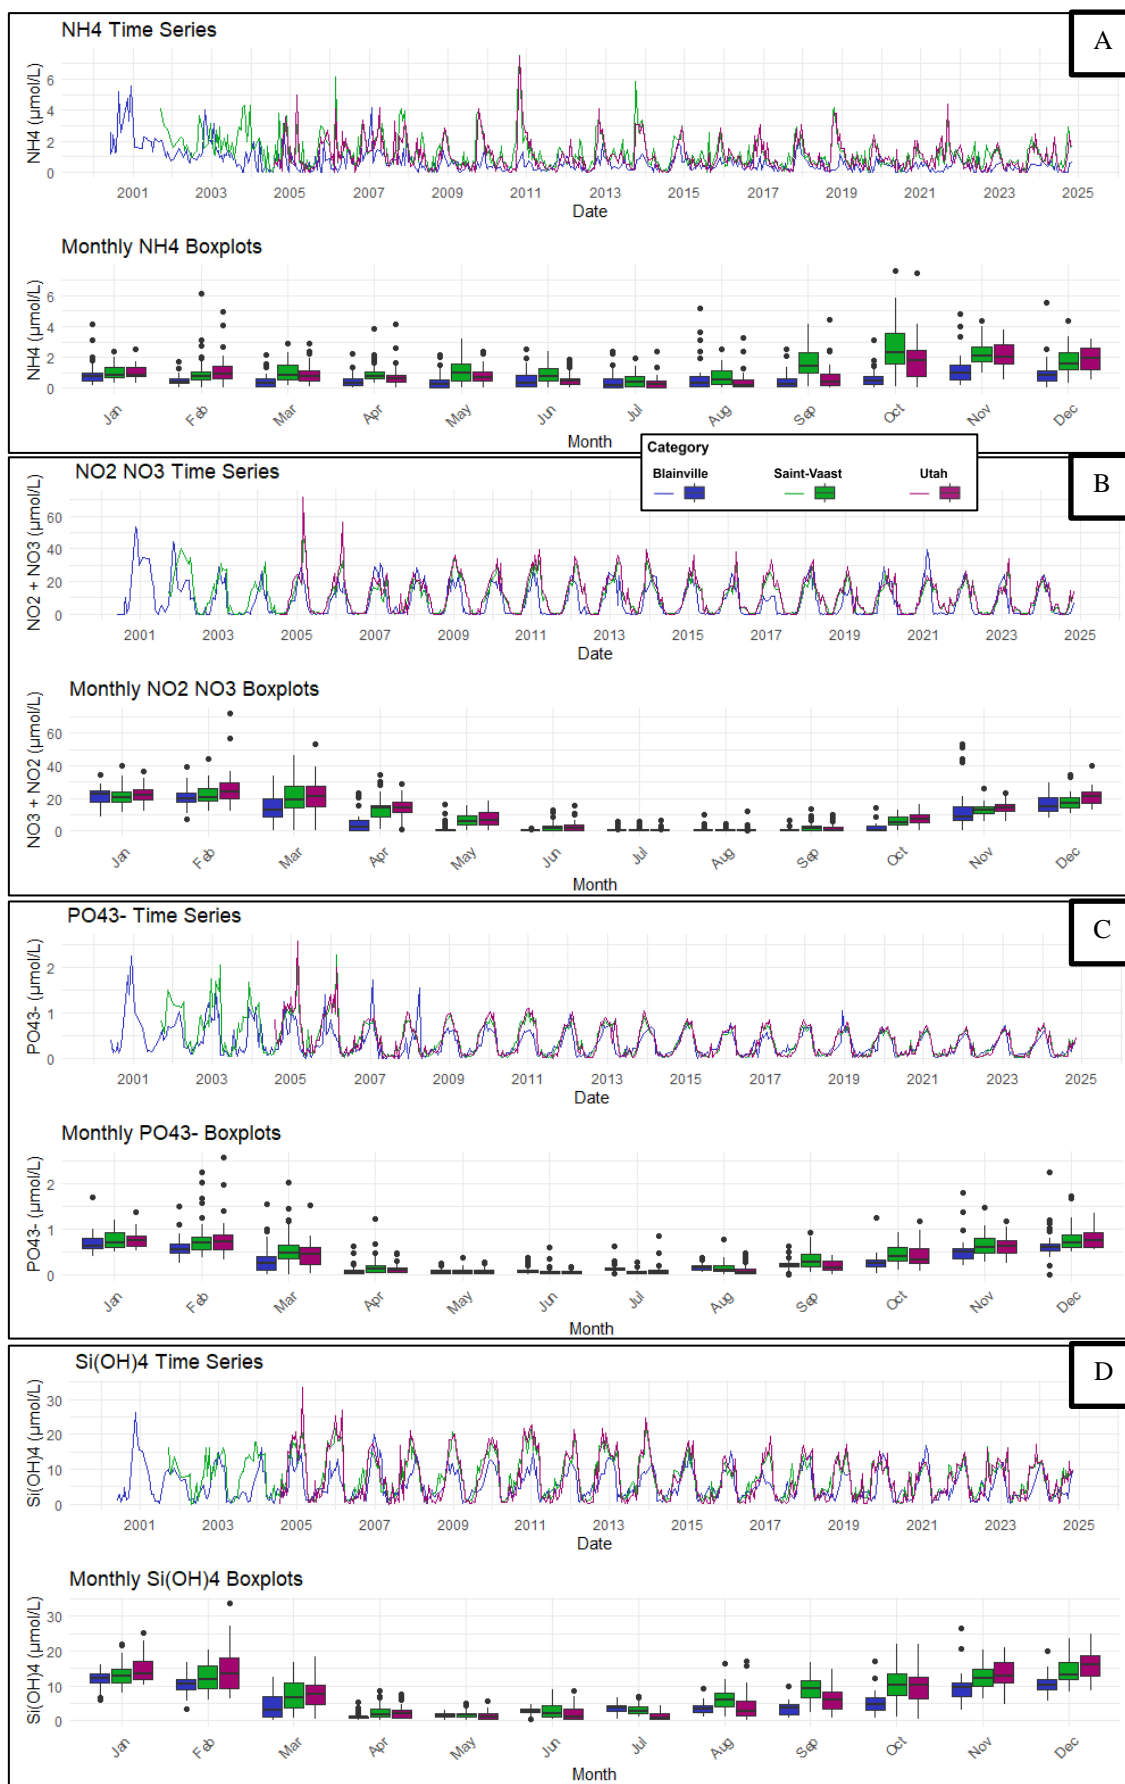 NH4 Time Series
A
NH4 (µmol/L)
6
4
2
0
2001 2003 2005 2007 2009 2011 2013 2015 2017 2019 2021 2023 2025
Date
Monthly NH4 Boxplots
NH4 (µmol/L)
6
4
2
0
Jan Feb Mar Apr May Jun Jul Aug Sep Oct Nov Dec
Month
Category
Blainville Saint-Vaast Utah
NO2 NO3 Time Series
B
NO2 + NO3 (µmol/L)
60
40
20
0
2001 2003 2005 2007 2009 2011 2013 2015 2017 2019 2021 2023 2025
Date
Monthly NO2 NO3 Boxplots
NO3 + NO2 (µmol/L)
60
40
20
0
Jan Feb Mar Apr May Jun Jul Aug Sep Oct Nov Dec
Month
PO43- Time Series
C
PO43- (µmol/L)
2
1
0
2001 2003 2005 2007 2009 2011 2013 2015 2017 2019 2021 2023 2025
Date
Monthly PO43- Boxplots
PO43- (µmol/L)
2
1
0
Jan Feb Mar Apr May Jun Jul Aug Sep Oct Nov Dec
Month
Si(OH)4 Time Series
D
Si(OH)4 (µmol/L)
30
20
10
0
2001 2003 2005 2007 2009 2011 2013 2015 2017 2019 2021 2023 2025
Date
Monthly Si(OH)4 Boxplots
Si(OH)4 (µmol/L)
30
20
10
0
Jan Feb Mar Apr May Jun Jul Aug Sep Oct Nov Dec
Month